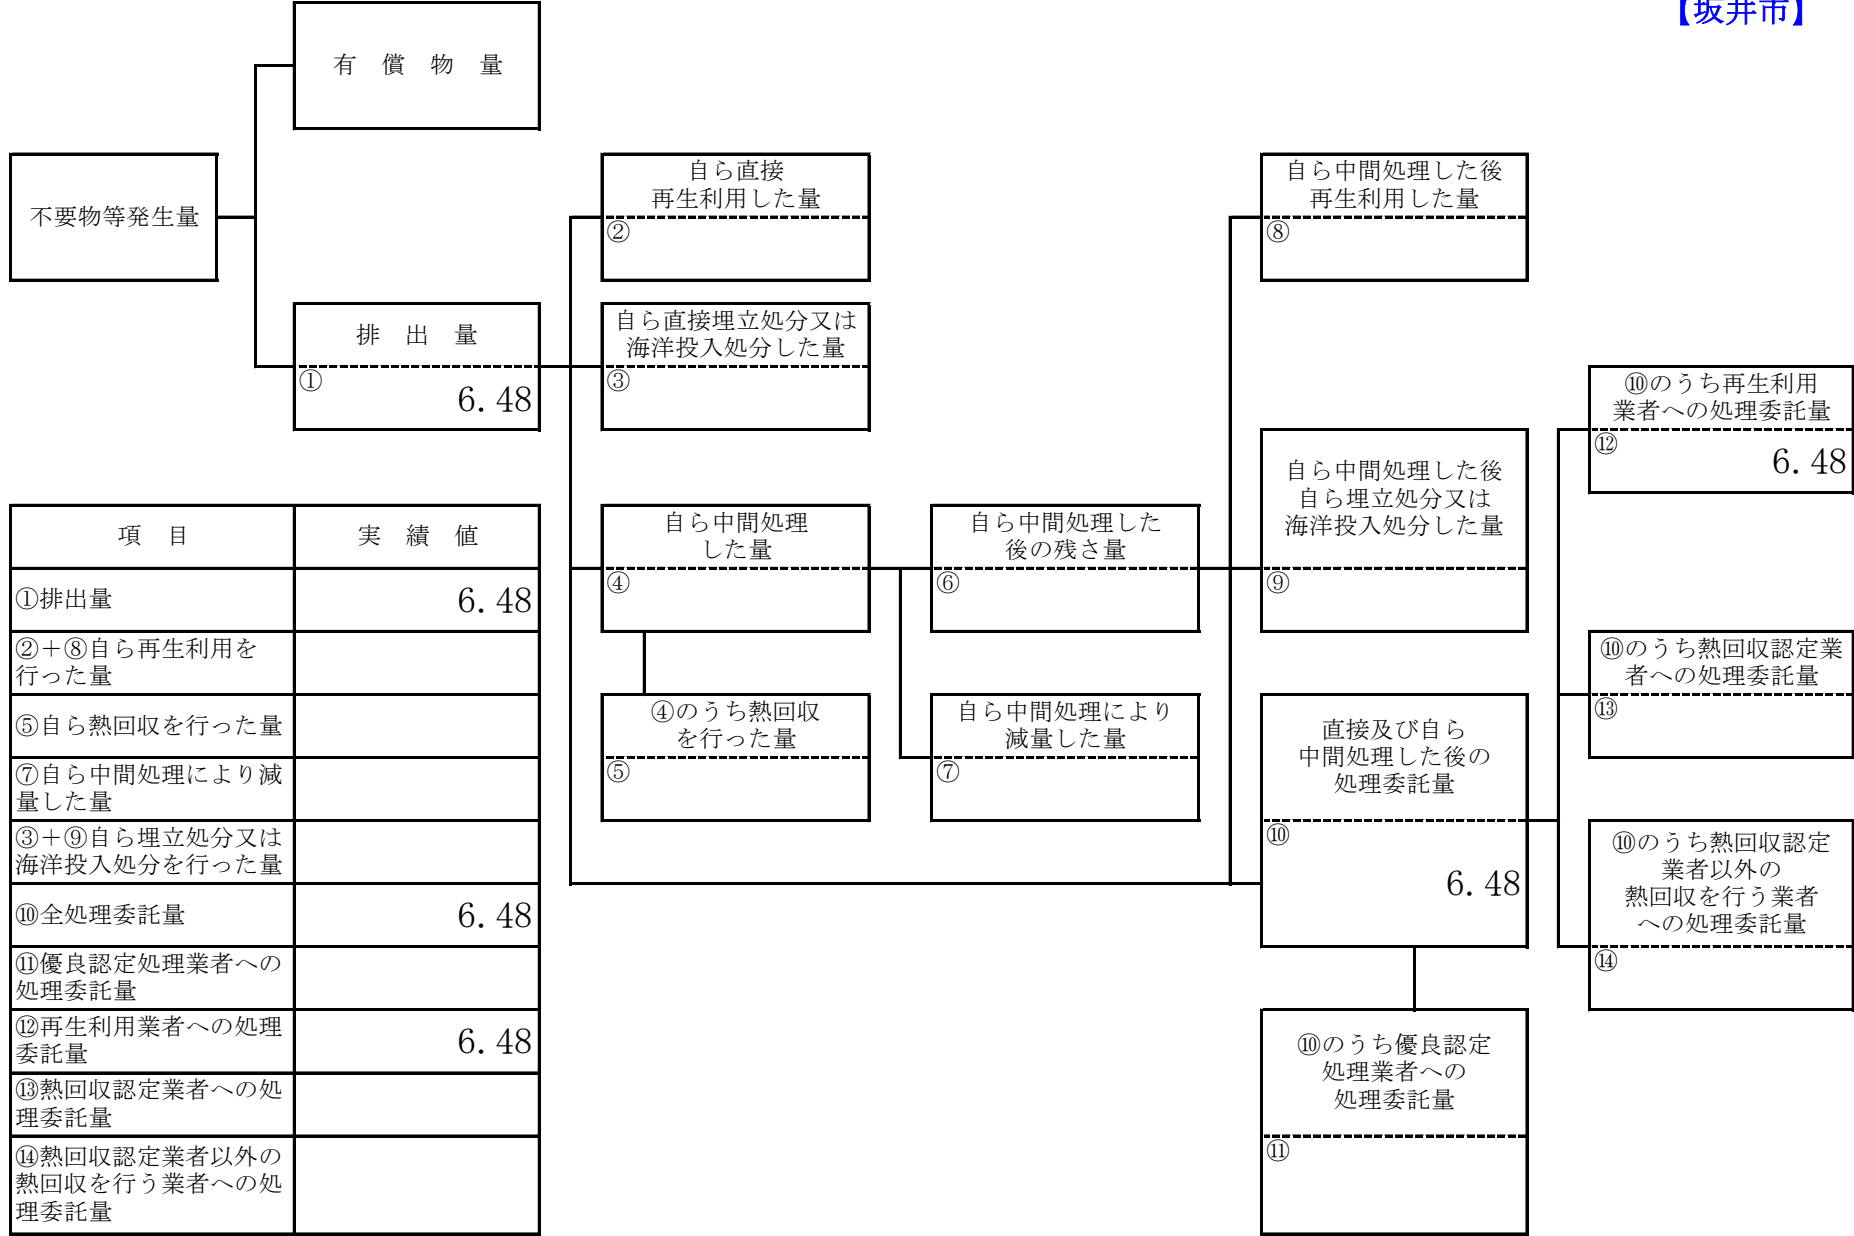 【坂井市】
有　償　物　量
不要物等発生量
自ら直接
再生利用した量
②
自ら中間処理した後
再生利用した量
⑧
排　出　量
①
6.48
自ら直接埋立処分又は
海洋投入処分した量
③
⑩のうち再生利用
業者への処理委託量
⑫
6.48
自ら中間処理した後
自ら埋立処分又は
海洋投入処分した量
⑨
自ら中間処理
した量
④
自ら中間処理した
後の残さ量
⑥
⑩のうち熱回収認定業
者への処理委託量
⑬
④のうち熱回収
を行った量
⑤
自ら中間処理により
減量した量
⑦
直接及び自ら
中間処理した後の
処理委託量
⑩
6.48
⑩のうち熱回収認定
業者以外の
熱回収を行う業者
への処理委託量
⑭
⑩のうち優良認定
処理業者への
処理委託量
⑪
項　目
実　績　値
①排出量
6.48
②＋⑧自ら再生利用を
行った量
⑤自ら熱回収を行った量
⑦自ら中間処理により減
量した量
③＋⑨自ら埋立処分又は
海洋投入処分を行った量
⑩全処理委託量
6.48
⑪優良認定処理業者への
処理委託量
⑫再生利用業者への処理
委託量
6.48
⑬熱回収認定業者への処
理委託量
⑭熱回収認定業者以外の
熱回収を行う業者への処
理委託量